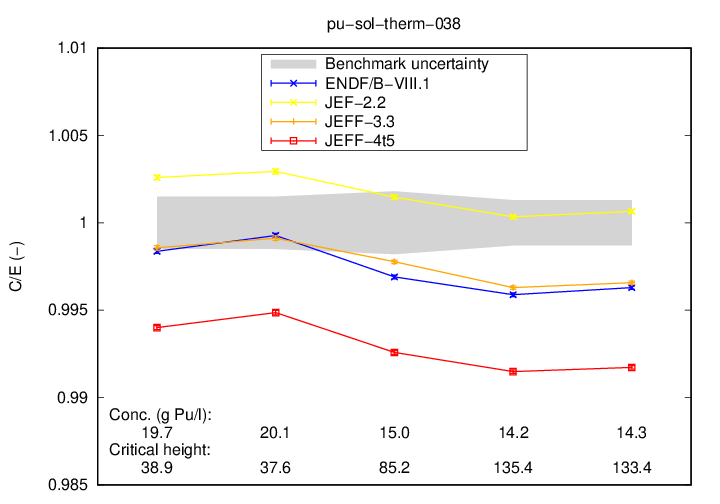 pu−sol−therm−038
1.01
Benchmark uncertainty
ENDF/B−VIII.1
JEF−2.2
JEFF−3.3
JEFF−4t5
1.005
1
C/E (−)
0.995
0.99
Conc. (g Pu/l):
19.7 20.1 15.0 14.2 14.3
Critical height:
38.9 37.6 85.2 135.4 133.4
0.985